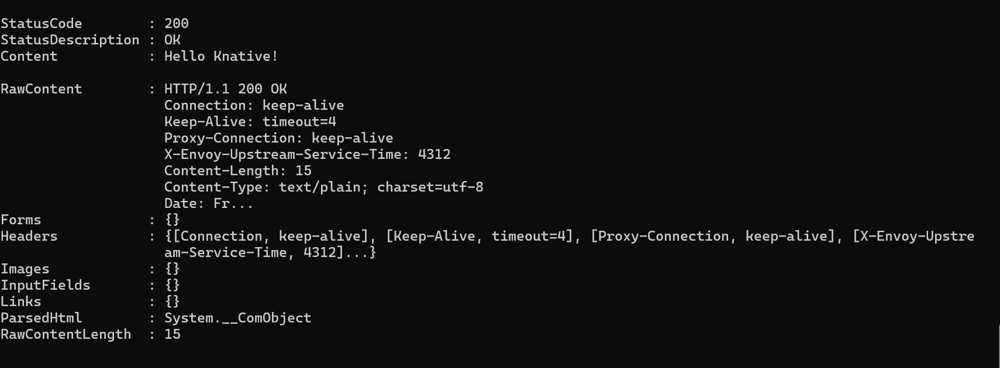 StatusCode        : 200
StatusDescription : OK
Content           : Hello Knative!

RawContent        : HTTP/1.1 200 OK
                    Connection: keep-alive
                    Keep-Alive: timeout=4
                    Proxy-Connection: keep-alive
                    X-Envoy-Upstream-Service-Time: 4312
                    Content-Length: 15
                    Content-Type: text/plain; charset=utf-8
                    Date: Fr...
Forms             : {}
Headers           : {[Connection, keep-alive], [Keep-Alive, timeout=4], [Proxy-Connection, keep-alive], [X-Envoy-Upstre
                    am-Service-Time, 4312]...}
Images            : {}
InputFields       : {}
Links             : {}
ParsedHtml        : System.__ComObject
RawContentLength  : 15